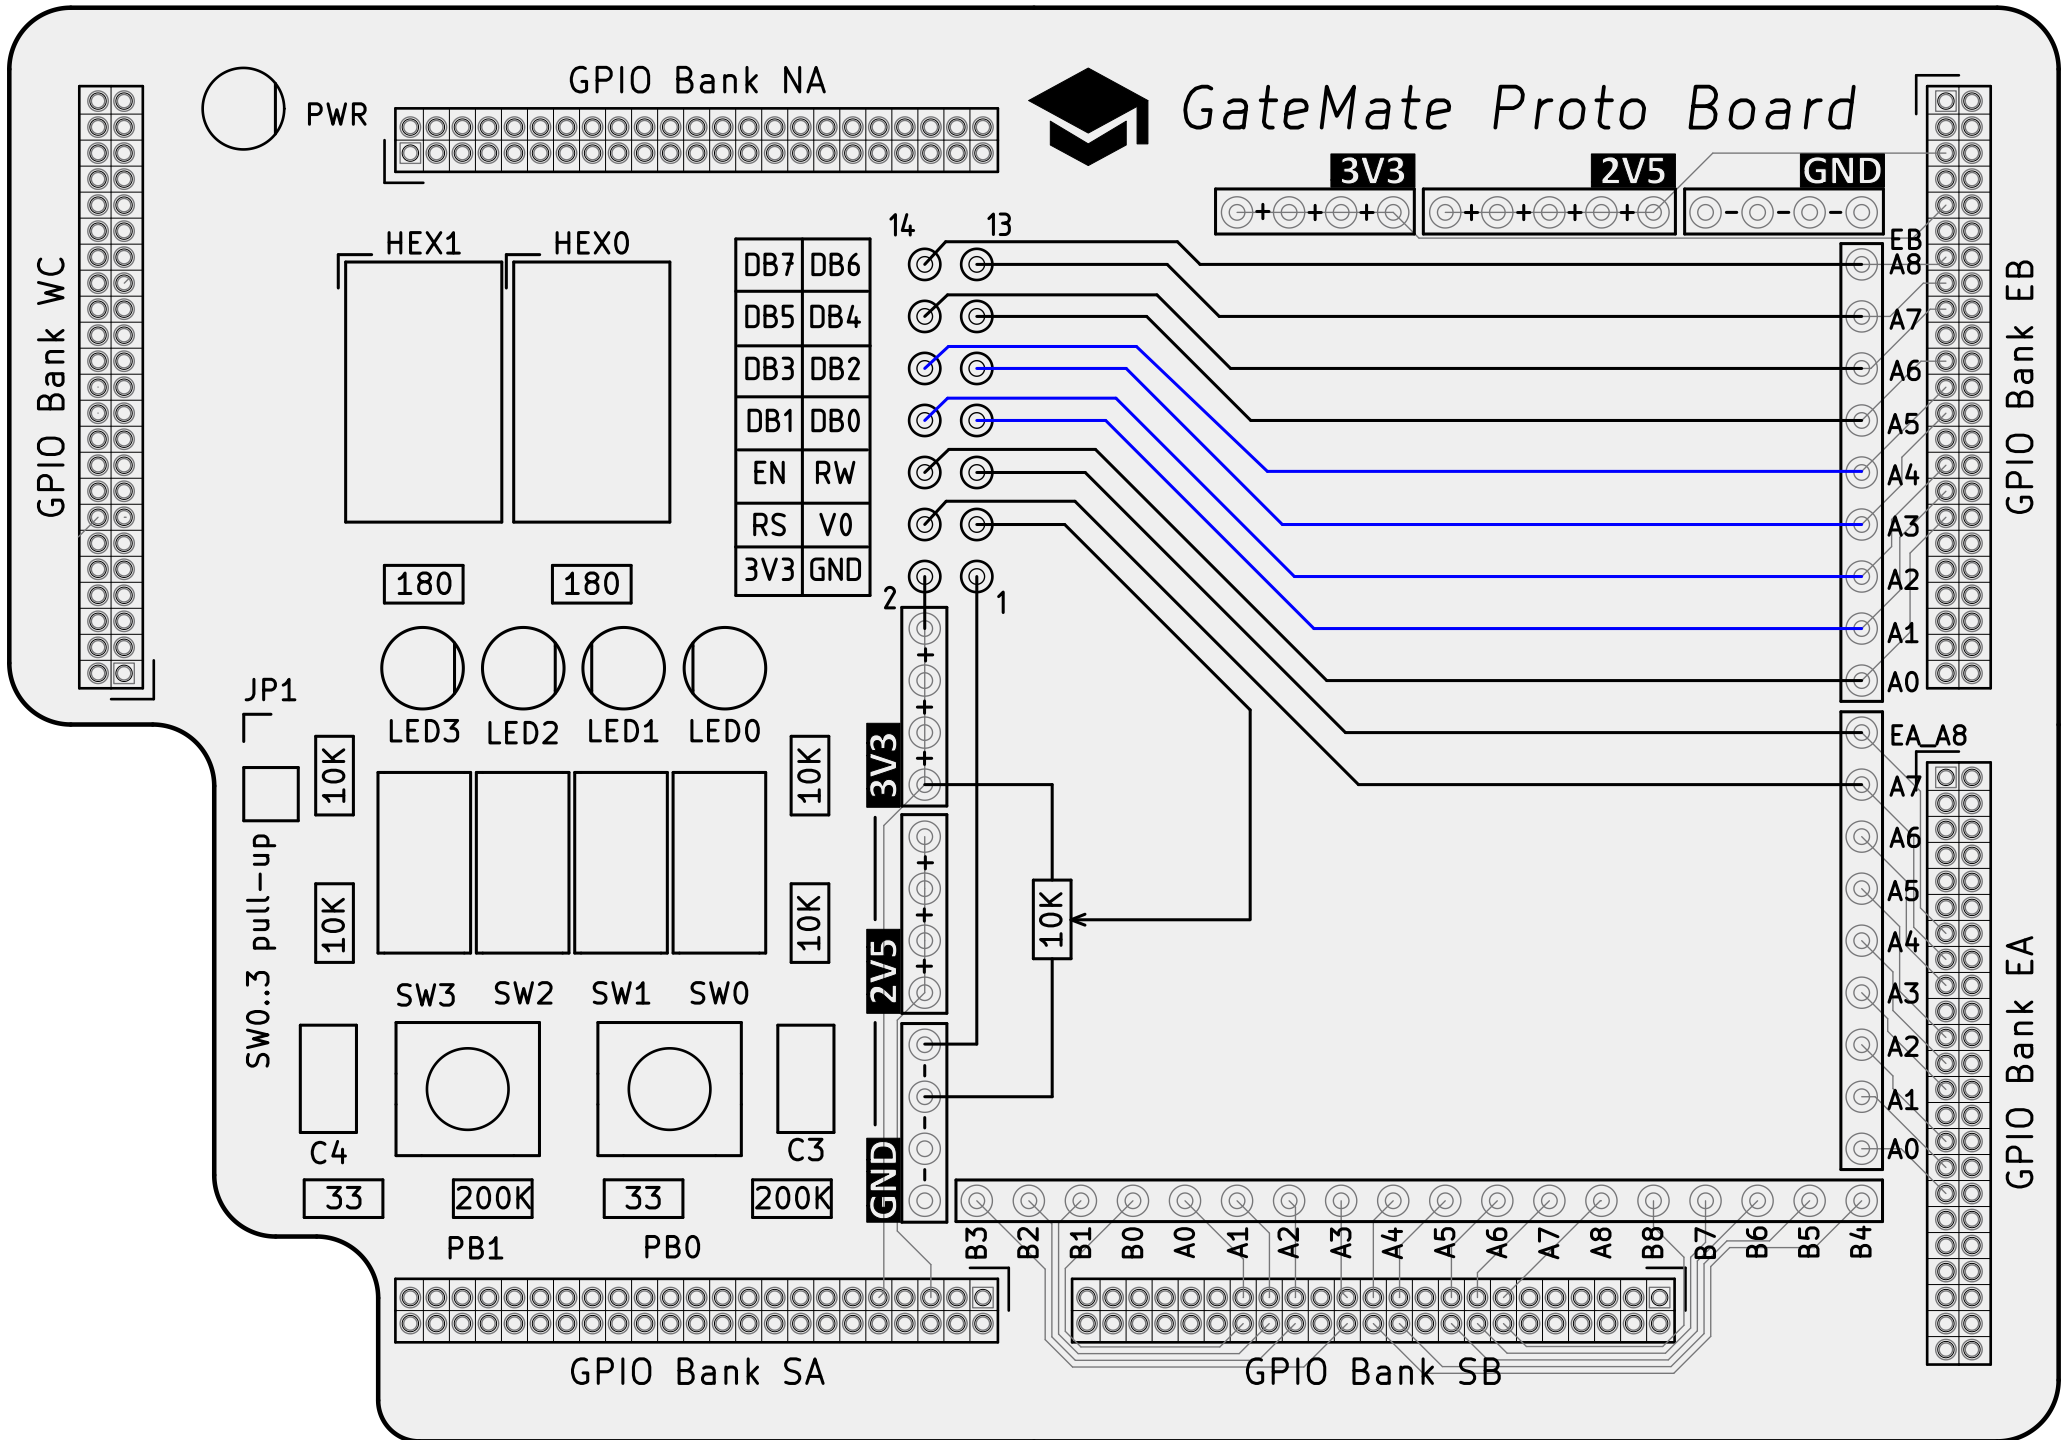 GPIO Bank NA
GateMate Proto Board
PWR
3V3 2V5 GND
+ + + + + + + - - -
GPIO Bank WC
HEX1 HEX0
14 13
DB7 DB6
DB5 DB4
DB3 DB2
DB1 DB0
EN RW
RS V0
3V3 GND
2 1
EB
A8
A7
A6
A5
A4
A3
A2
A1
A0
GPIO Bank EB
180 180
JP1
LED3 LED2 LED1 LED0
10K 10K
10K 10K
SW0..3 pull-up
SW3 SW2 SW1 SW0
3V3
+
+
+
2V5
+
+
+
GND
-
-
-
10K
EA_A8
A7
A6
A5
A4
A3
A2
A1
A0
GPIO Bank EA
C4 C3
33 200K 33 200K
PB1 PB0
B3 B2 B1 B0 A0 A1 A2 A3 A4 A5 A6 A7 A8 B8 B7 B6 B5 B4
GPIO Bank SA
GPIO Bank SB